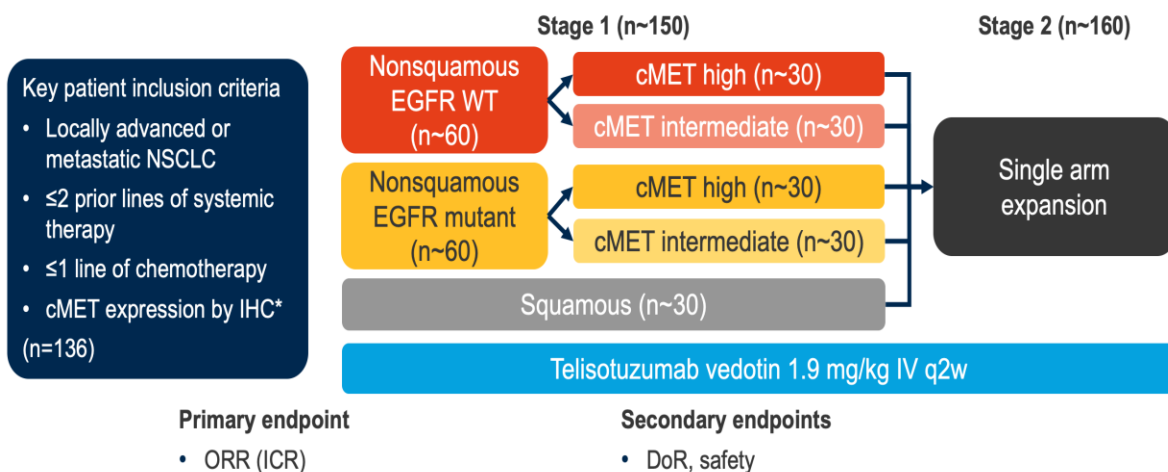 Stage 1 (n~150)
Stage 2 (n~160)
Key patient inclusion criteria
• Locally advanced or
metastatic NSCLC
• ≤2 prior lines of systemic
therapy
• ≤1 line of chemotherapy
• cMET expression by IHC*
(n=136)
Nonsquamous
EGFR WT
(n~60)
cMET high (n~30)
cMET intermediate (n~30)
Nonsquamous
EGFR mutant
(n~60)
cMET high (n~30)
cMET intermediate (n~30)
Squamous (n~30)
Single arm
expansion
Telisotuzumab vedotin 1.9 mg/kg IV q2w
Primary endpoint
• ORR (ICR)
Secondary endpoints
• DoR, safety